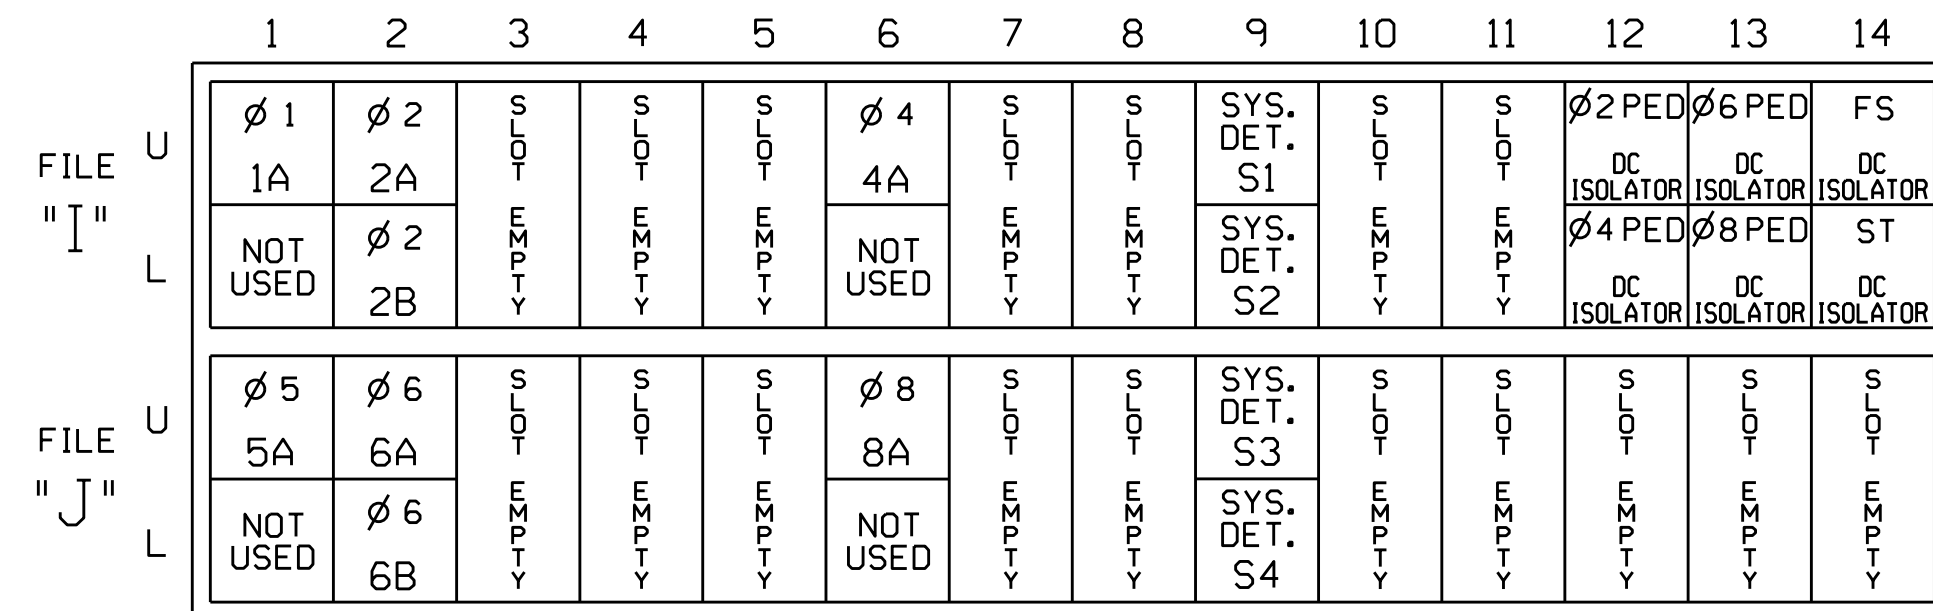 1 2 3 4 5 6 7 8 9 10 11 12 13 14
FILE "I"
U
Ø 1 1A
Ø 2 2A
SLOT EMPTY
SLOT EMPTY
SLOT EMPTY
Ø 4 4A
SLOT EMPTY
SLOT EMPTY
SYS. DET. S1
SLOT EMPTY
SLOT EMPTY
Ø2 PED DC ISOLATOR
Ø6 PED DC ISOLATOR
FS DC ISOLATOR
L
NOT USED
Ø 2 2B
NOT USED
SYS. DET. S2
Ø4 PED DC ISOLATOR
Ø8 PED DC ISOLATOR
ST DC ISOLATOR
FILE "J"
U
Ø 5 5A
Ø 6 6A
SLOT EMPTY
SLOT EMPTY
SLOT EMPTY
Ø 8 8A
SLOT EMPTY
SLOT EMPTY
SYS. DET. S3
SLOT EMPTY
SLOT EMPTY
SLOT EMPTY
SLOT EMPTY
SLOT EMPTY
L
NOT USED
Ø 6 6B
NOT USED
SYS. DET. S4